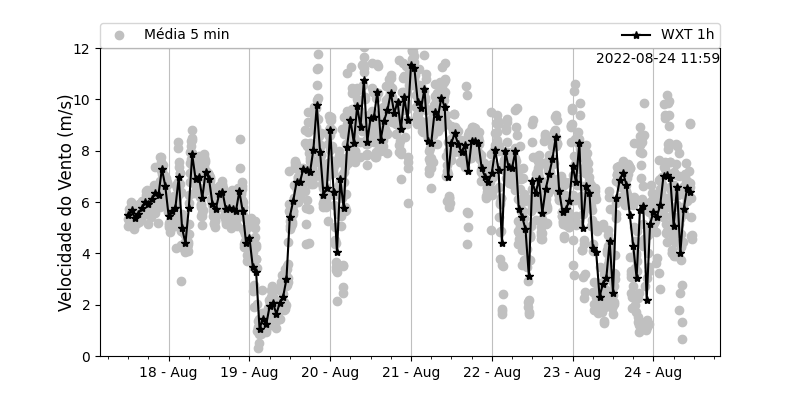 Média 5 min
WXT 1h
2022-08-24 11:59
Velocidade do Vento (m/s)
12
10
8
6
4
2
0
18 - Aug
19 - Aug
20 - Aug
21 - Aug
22 - Aug
23 - Aug
24 - Aug